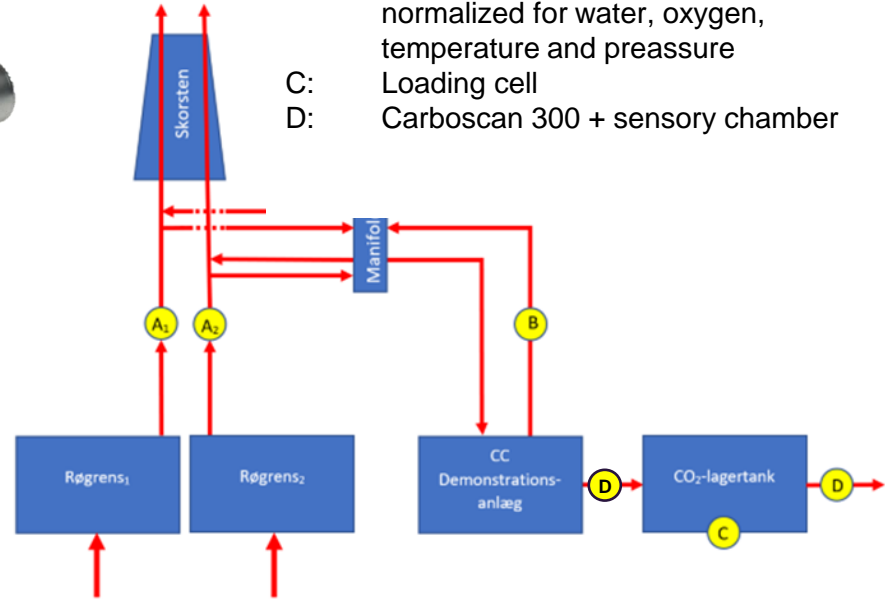 normalized for water, oxygen,
temperature and preassure
C: Loading cell
D: Carboscan 300 + sensory chamber
Skorsten
Manifol
A₁
A₂
B
Røgrens₁
Røgrens₂
CC
Demonstrations-
anlæg
D
CO₂-lagertank
D
C